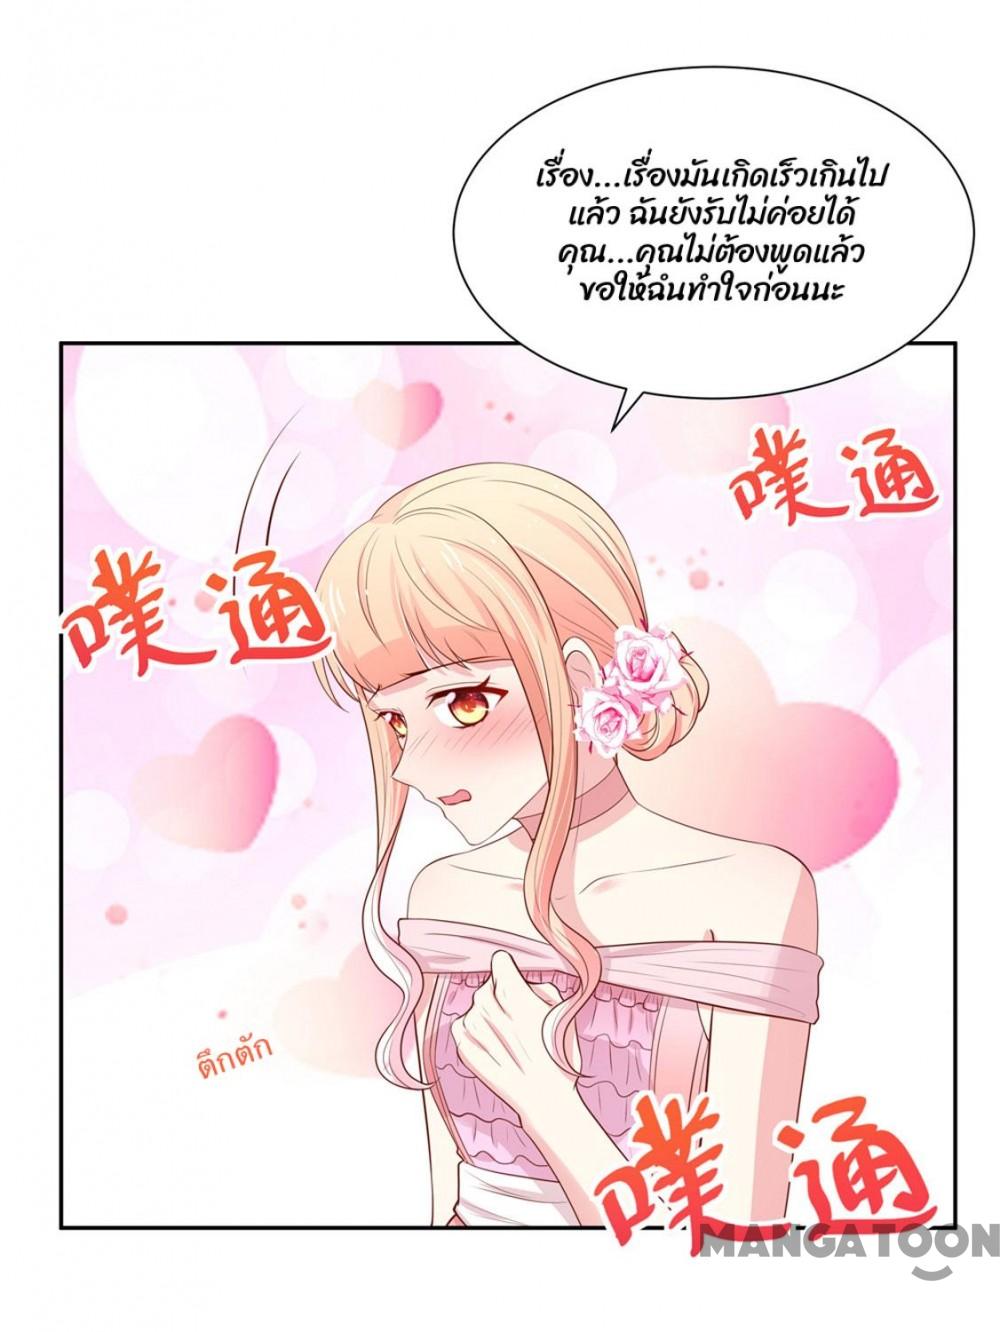 เรื่อง...เรื่องมันเกิดเร็วเกินไป
แล้ว ฉันยังรับไม่ค่อยได้
คุณ...คุณไม่ต้องพูดแล้ว
ขอให้ฉันทำใจก่อนนะ
噗通
噗通
ตึกตัก
噗通
MANGATOON